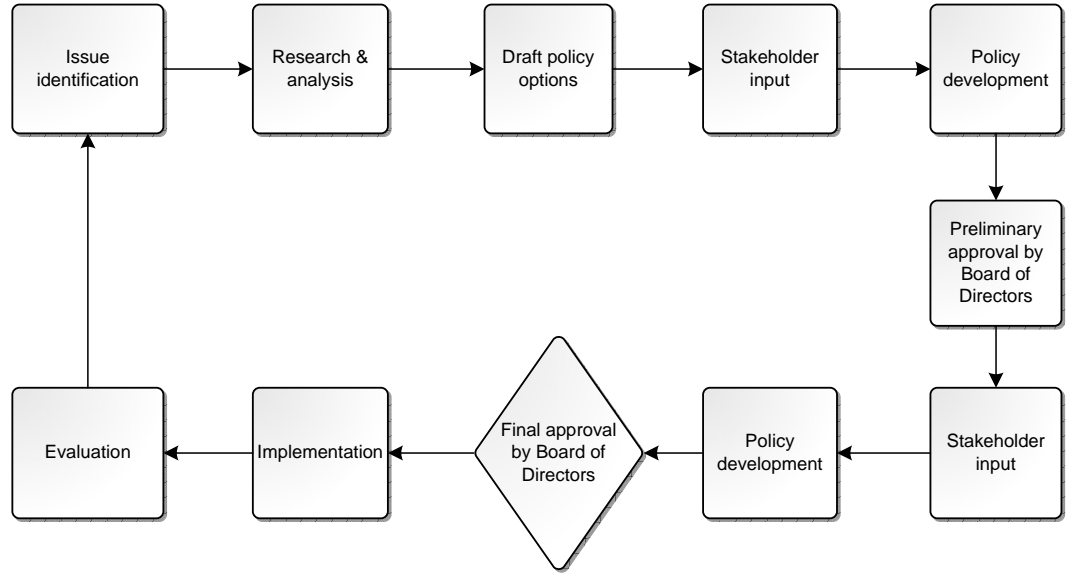 Issue
identification
Research &
analysis
Draft policy
options
Stakeholder
input
Policy
development
Preliminary
approval by
Board of
Directors
Stakeholder
input
Policy
development
Final approval
by Board of
Directors
Implementation
Evaluation